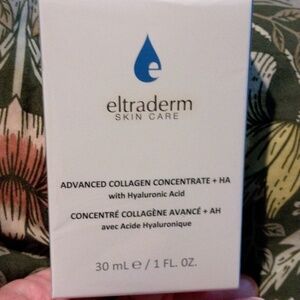 e
eltraderm
SKIN CARE
ADVANCED COLLAGEN CONCENTRATE + HA
with Hyaluronic Acid
CONCENTRÉ COLLAGÈNE AVANCÉ + AH
avec Acide Hyaluronique
30 mL e / 1 FL. OZ.